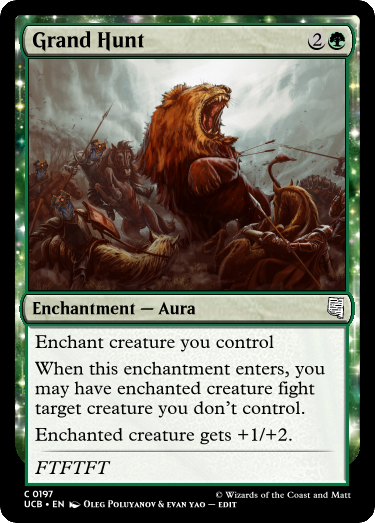 Grand Hunt 2
Enchantment — Aura
Enchant creature you control
When this enchantment enters, you
may have enchanted creature fight
target creature you don't control.
Enchanted creature gets +1/+2.
FTFTFT
C 0197
UCB • EN Oleg Poluyanov & evan yao — edit
© Wizards of the Coast and Matt